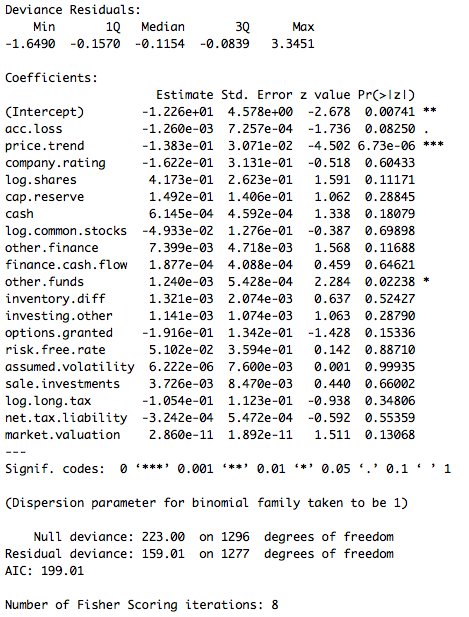 Deviance Residuals:
    Min       1Q   Median       3Q      Max
-1.6490  -0.1570  -0.1154  -0.0839   3.3451

Coefficients:
                     Estimate Std. Error z value Pr(>|z|)
(Intercept)        -1.226e+01  4.578e+00  -2.678  0.00741 **
acc.loss           -1.260e-03  7.257e-04  -1.736  0.08250 .
price.trend        -1.383e-01  3.071e-02  -4.502 6.73e-06 ***
company.rating     -1.622e-01  3.131e-01  -0.518  0.60433
log.shares          4.173e-01  2.623e-01   1.591  0.11171
cap.reserve         1.492e-01  1.406e-01   1.062  0.28845
cash                6.145e-04  4.592e-04   1.338  0.18079
log.common.stocks  -4.933e-02  1.276e-01  -0.387  0.69898
other.finance       7.399e-03  4.718e-03   1.568  0.11688
finance.cash.flow   1.877e-04  4.088e-04   0.459  0.64621
other.funds         1.240e-03  5.428e-04   2.284  0.02238 *
inventory.diff      1.321e-03  2.074e-03   0.637  0.52427
investing.other     1.141e-03  1.074e-03   1.063  0.28790
options.granted    -1.916e-01  1.342e-01  -1.428  0.15336
risk.free.rate      5.102e-02  3.594e-01   0.142  0.88710
assumed.volatility  6.222e-06  7.600e-03   0.001  0.99935
sale.investments    3.726e-03  8.470e-03   0.440  0.66002
log.long.tax       -1.054e-01  1.123e-01  -0.938  0.34806
net.tax.liability  -3.242e-04  5.472e-04  -0.592  0.55359
market.valuation    2.860e-11  1.892e-11   1.511  0.13068
---
Signif. codes:  0 ‘***’ 0.001 ‘**’ 0.01 ‘*’ 0.05 ‘.’ 0.1 ‘ ’ 1

(Dispersion parameter for binomial family taken to be 1)

    Null deviance: 223.00  on 1296  degrees of freedom
Residual deviance: 159.01  on 1277  degrees of freedom
AIC: 199.01

Number of Fisher Scoring iterations: 8